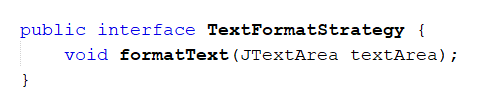 public interface TextFormatStrategy {
    void formatText(JTextArea textArea);
}